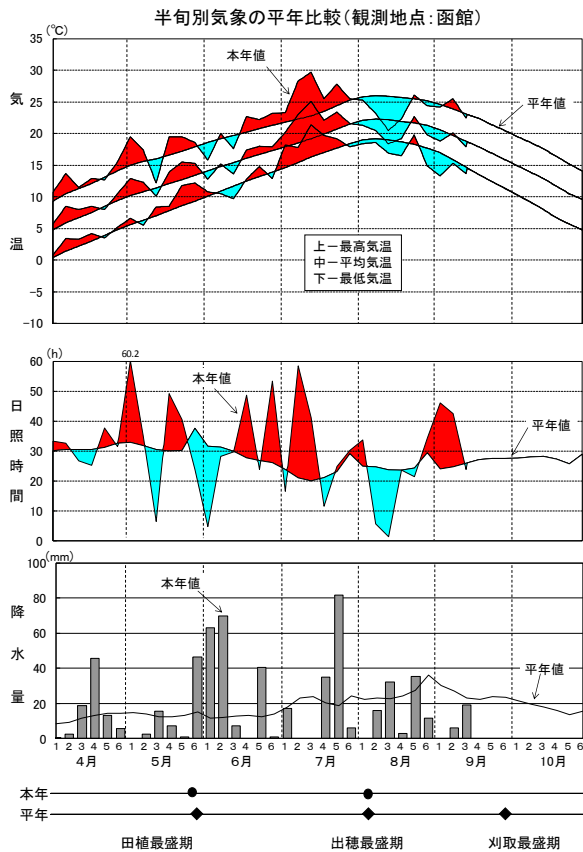 半旬別気象の平年比較(観測地点:函館)
(℃)
35
30
25
20
15
10
5
0
-5
-10
気
温
本年値
平年値
上-最高気温
中-平均気温
下-最低気温
(h)
60.2
60
50
40
30
20
10
0
日
照
時
間
本年値
平年値
(mm)
100
80
60
40
20
0
降
水
量
本年値
平年値
1 2 3 4 5 6 1 2 3 4 5 6 1 2 3 4 5 6 1 2 3 4 5 6 1 2 3 4 5 6 1 2 3 4 5 6 1 2 3 4 5 6
4月 5月 6月 7月 8月 9月 10月
本年
平年
田植最盛期 出穂最盛期 刈取最盛期